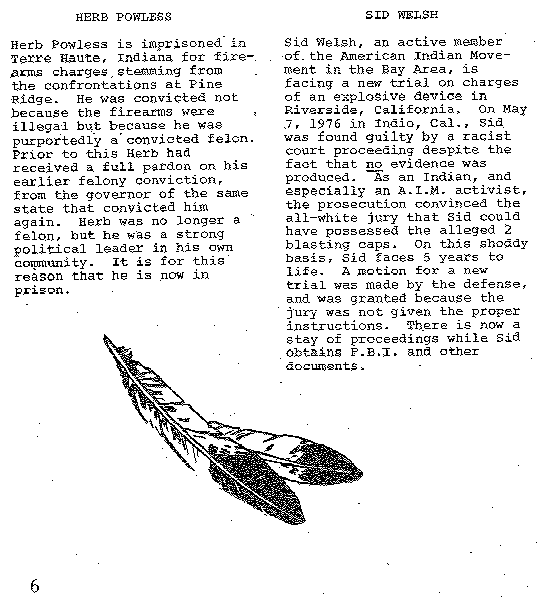 HERB POWLESS
Herb Powless is imprisoned in
Terre Haute, Indiana for fire-
arms charges stemming from
the confrontations at Pine
Ridge. He was convicted not
because the firearms were
illegal but because he was
purportedly a convicted felon.
Prior to this Herb had
received a full pardon on his
earlier felony conviction,
from the governor of the same
state that convicted him
again. Herb was no longer a
felon, but he was a strong
political leader in his own
community. It is for this
reason that he is now in
prison.
SID WELSH
Sid Welsh, an active member
of the American Indian Move-
ment in the Bay Area, is
facing a new trial on charges
of an explosive device in
Riverside, California. On May
7, 1976 in Indio, Cal., Sid
was found guilty by a racist
court proceeding despite the
fact that no evidence was
produced. As an Indian, and
especially an A.I.M. activist,
the prosecution convinced the
all-white jury that Sid could
have possessed the alleged 2
blasting caps. On this shoddy
basis, Sid faces 5 years to
life. A motion for a new
trial was made by the defense,
and was granted because the
jury was not given the proper
instructions. There is now a
stay of proceedings while Sid
obtains F.B.I. and other
documents.
6